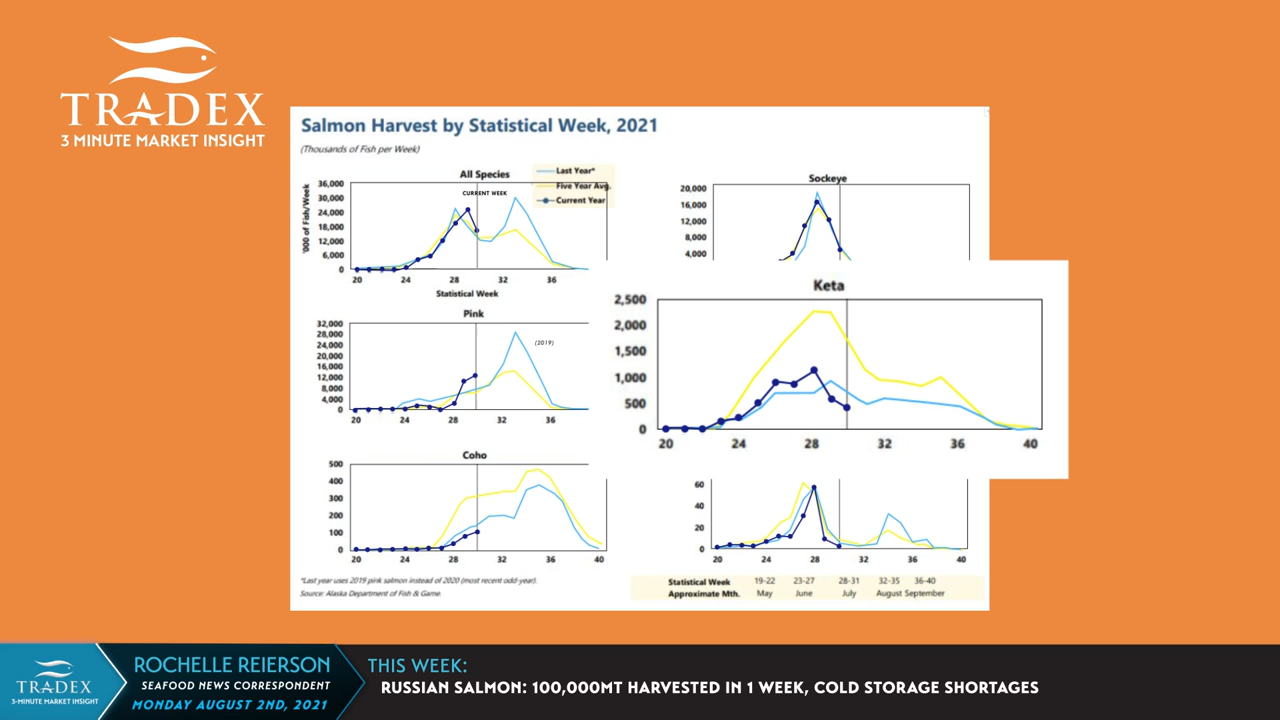 TRADEX
3 MINUTE MARKET INSIGHT
Salmon Harvest by Statistical Week, 2021
(Thousands of Fish per Week)
All Species
Last Year*
Five Year Avg.
Current Year
CURRENT WEEK
'000 of Fish/Week
36,000
30,000
24,000
18,000
12,000
6,000
0
20 24 28 32 36
Statistical Week
Sockeye
20,000
16,000
12,000
8,000
4,000
Pink
(2019)
32,000
28,000
24,000
20,000
16,000
12,000
8,000
4,000
0
20 24 28 32 36
Keta
2,500
2,000
1,500
1,000
500
0
20 24 28 32 36 40
Coho
500
400
300
200
100
0
20 24 28 32 36 40
60
40
20
0
20 24 28 32 36 40
*Last year uses 2019 pink salmon instead of 2020 (most recent odd-year).
Source: Alaska Department of Fish & Game.
Statistical Week 19-22 23-27 28-31 32-35 36-40
Approximate Mth. May June July August September
TRADEX
3-MINUTE MARKET INSIGHT
ROCHELLE REIERSON
SEAFOOD NEWS CORRESPONDENT
MONDAY AUGUST 2ND, 2021
THIS WEEK:
RUSSIAN SALMON: 100,000MT HARVESTED IN 1 WEEK, COLD STORAGE SHORTAGES